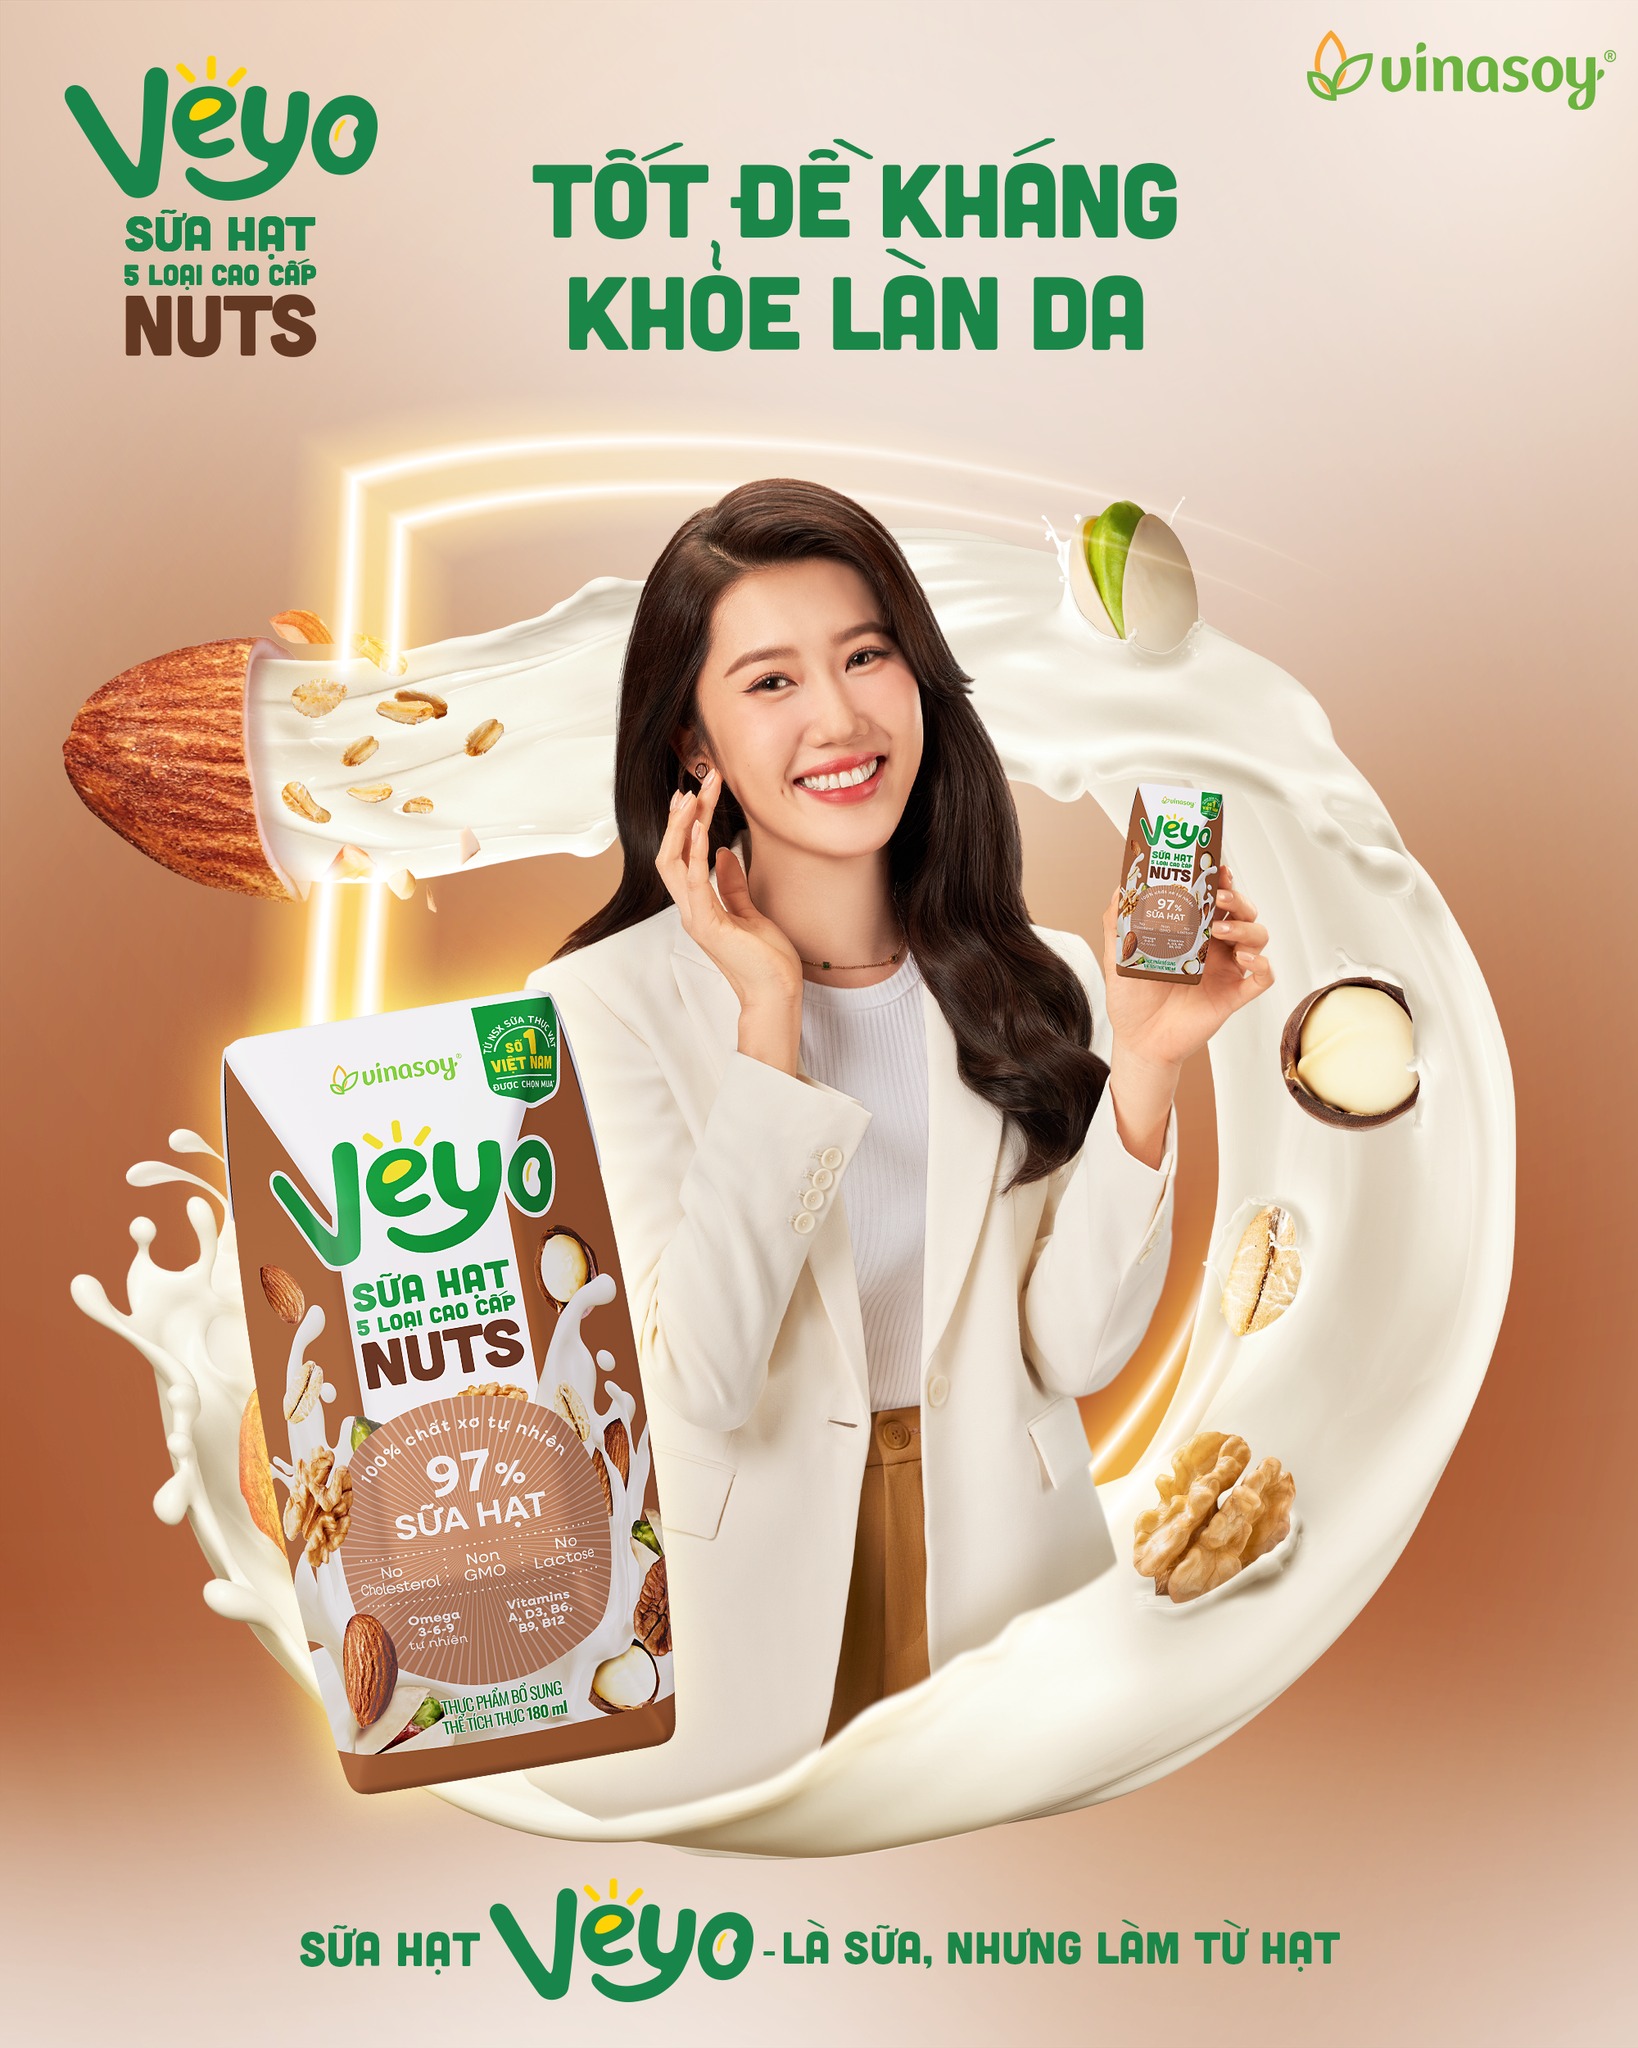 Veyo
SỮA HẠT
5 LOẠI CAO CẤP
NUTS
vinasoy®
TỐT ĐỀ KHÁNG
KHỎE LÀN DA
vinasoy
Veyo
SỮA HẠT
5 LOẠI CAO CẤP
NUTS
97%
SỮA HẠT
vinasoy®
TỪ NSX SỮA THỰC VẬT
SỐ 1
VIỆT NAM
ĐƯỢC CHỌN MUA*
Veyo
SỮA HẠT
5 LOẠI CAO CẤP
NUTS
100% chất xơ tự nhiên
97%
SỮA HẠT
No Cholesterol
Non GMO
No Lactose
Omega
3-6-9
tự nhiên
Vitamins
A, D3, B6,
B9, B12
THỰC PHẨM BỔ SUNG
THỂ TÍCH THỰC 180 ml
SỮA HẠT Veyo - LÀ SỮA, NHƯNG LÀM TỪ HẠT